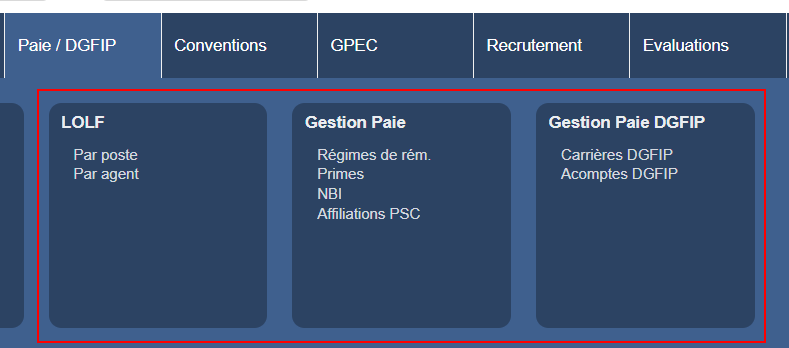 Paie / DGFIP
Conventions
GPEC
Recrutement
Evaluations
LOLF
Par poste
Par agent
Gestion Paie
Régimes de rém.
Primes
NBI
Affiliations PSC
Gestion Paie DGFIP
Carrières DGFIP
Acomptes DGFIP